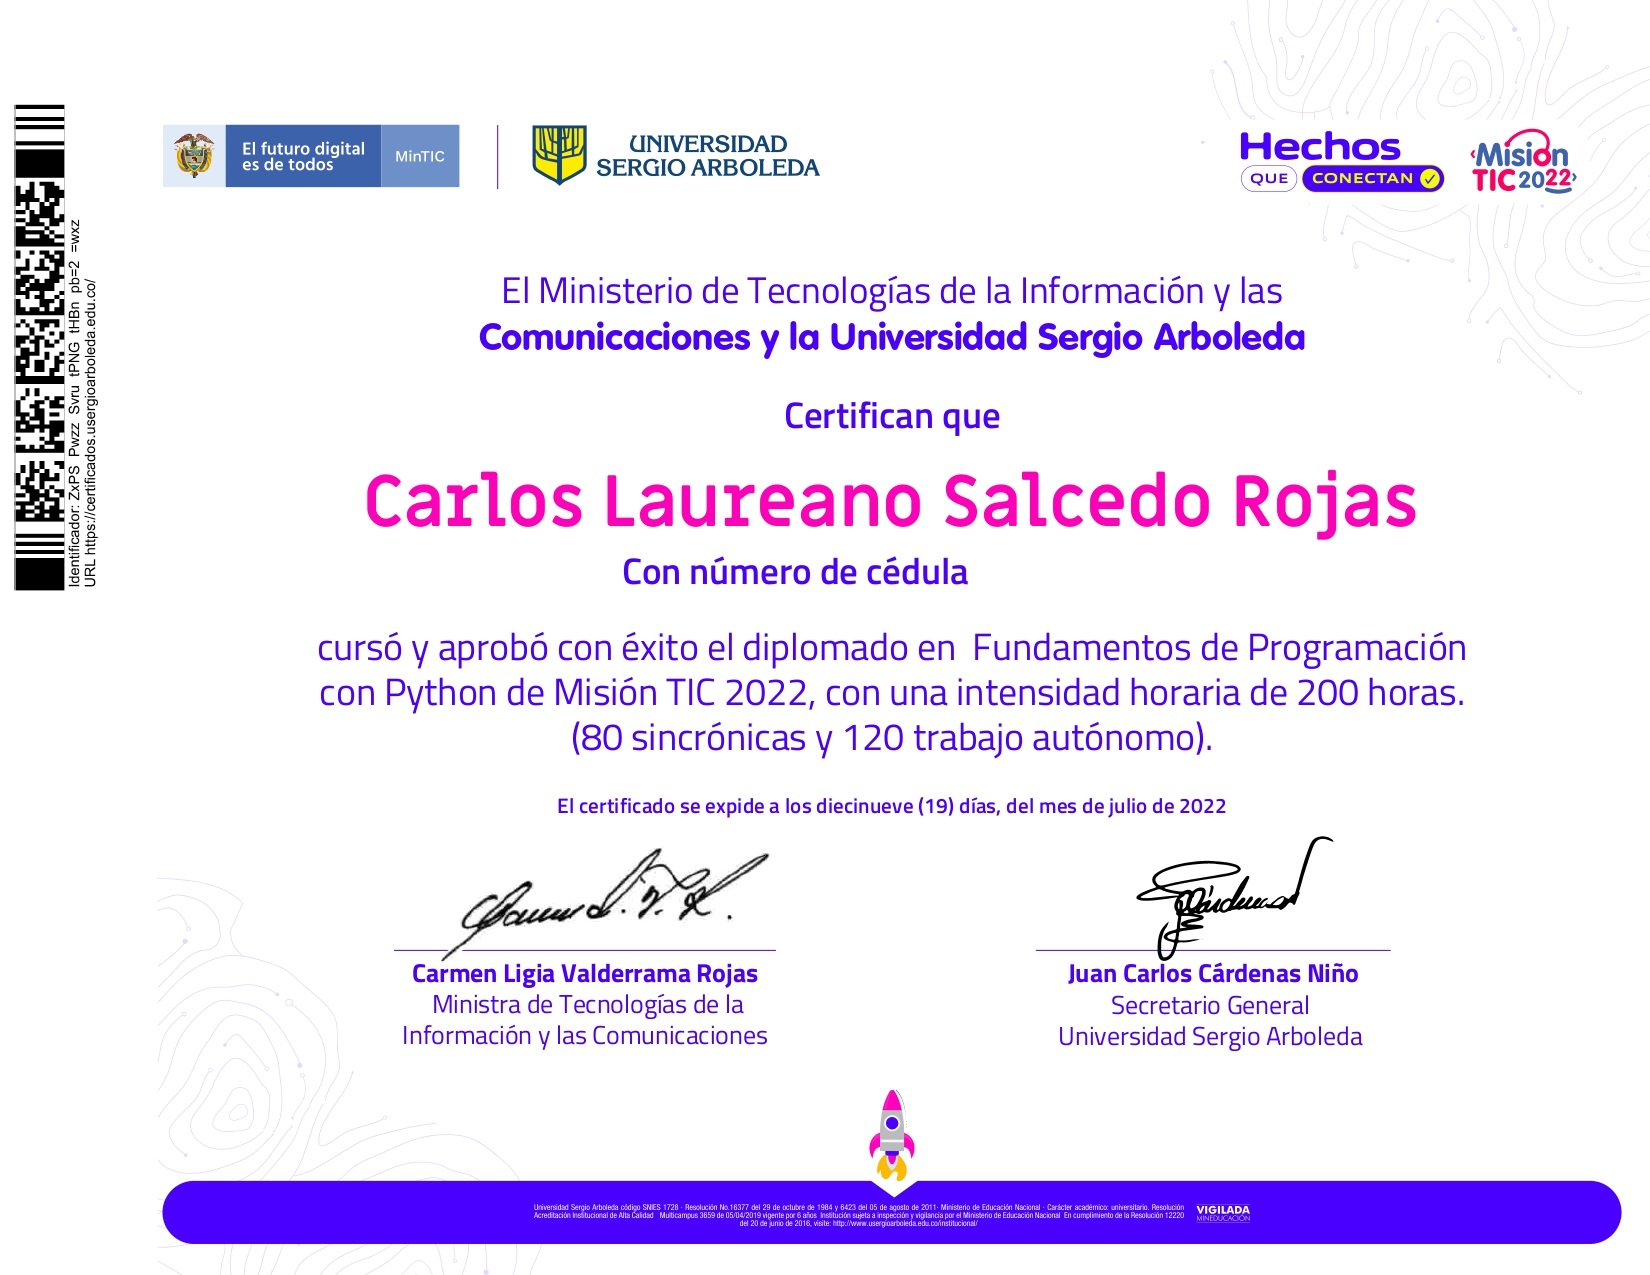 El futuro digital
es de todos
MinTIC
UNIVERSIDAD
SERGIO ARBOLEDA
Hechos
QUE CONECTAN
Misión
TIC 2022
Identificador: ZxPS Pwzz Svru tPNG tHBn pb=2 =wxz
URL https://certificados.usergioarboleda.edu.co/
El Ministerio de Tecnologías de la Información y las
Comunicaciones y la Universidad Sergio Arboleda
Certifican que
Carlos Laureano Salcedo Rojas
Con número de cédula
cursó y aprobó con éxito el diplomado en Fundamentos de Programación
con Python de Misión TIC 2022, con una intensidad horaria de 200 horas.
(80 sincrónicas y 120 trabajo autónomo).
El certificado se expide a los diecinueve (19) días, del mes de julio de 2022
Carmen Ligia Valderrama Rojas
Ministra de Tecnologías de la
Información y las Comunicaciones
Juan Carlos Cárdenas Niño
Secretario General
Universidad Sergio Arboleda
Universidad Sergio Arboleda código SNIES 1728 - Resolución No.16377 del 29 de octubre de 1984 y 6423 del 05 de agosto de 2011- Ministerio de Educación Nacional - Carácter académico: universitario. Resolución
Acreditación Institucional de Alta Calidad Multicampus 3659 de 05/04/2019 vigente por 6 años Institución sujeta a inspección y vigilancia por el Ministerio de Educación Nacional En cumplimiento de la Resolución 12220
del 20 de junio de 2016, visite: http://www.usergioarboleda.edu.co/institucional/
VIGILADA
MINEDUCACIÓN